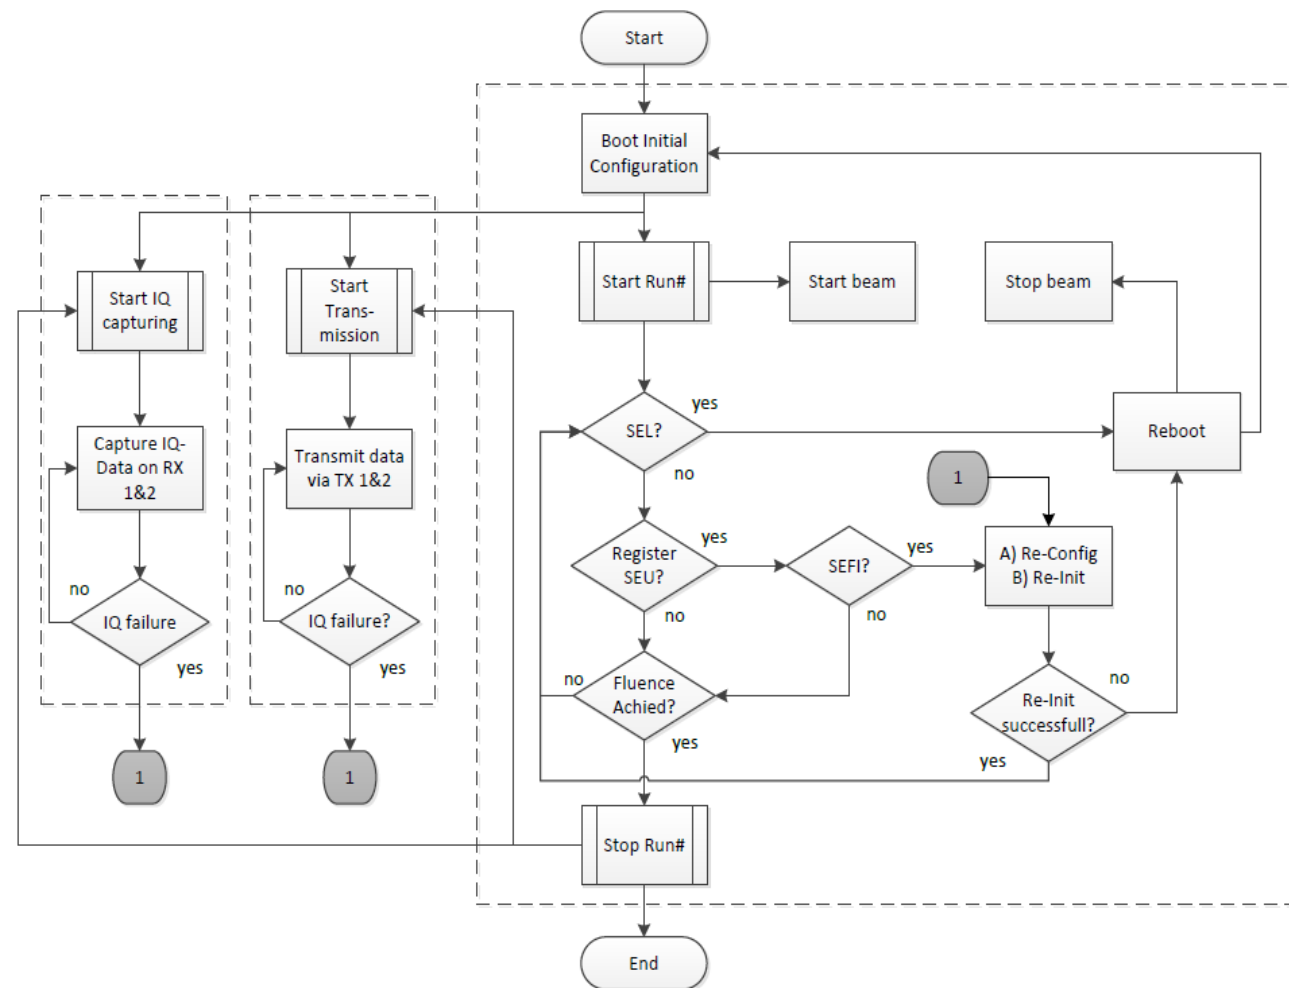 Start
Boot Initial
Configuration
Start Run#
Start beam
Stop beam
Start IQ
capturing
Start
Trans-
mission
yes
SEL?
Reboot
no
Capture IQ-
Data on RX
1&2
Transmit data
via TX 1&2
1
Register
SEU?
yes
SEFI?
yes
A) Re-Config
B) Re-Init
no
no
no
IQ failure
yes
no
IQ failure?
yes
no
Fluence
Achied?
yes
Re-Init
successfull?
no
yes
1
1
Stop Run#
End